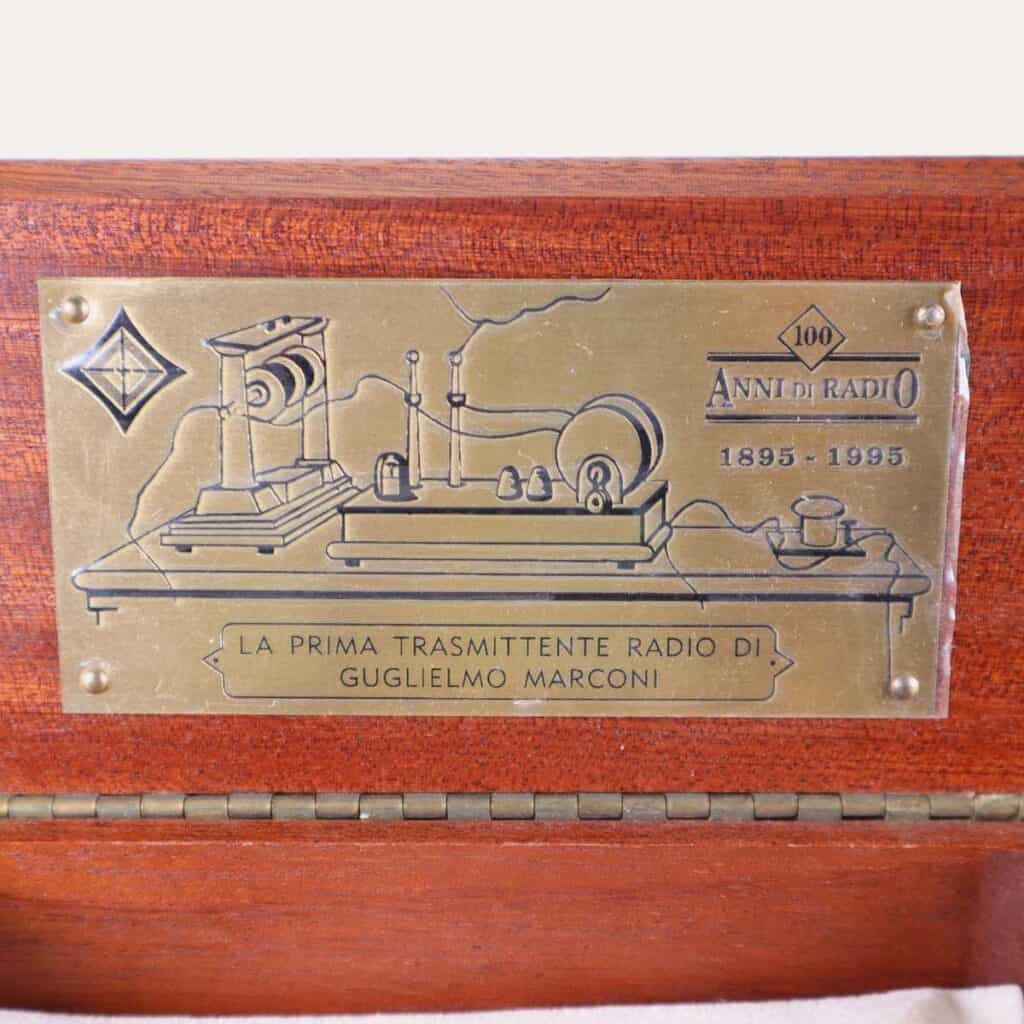 100
ANNI DI RADIO
1895 - 1995
LA PRIMA TRASMITTENTE RADIO DI
GUGLIELMO MARCONI